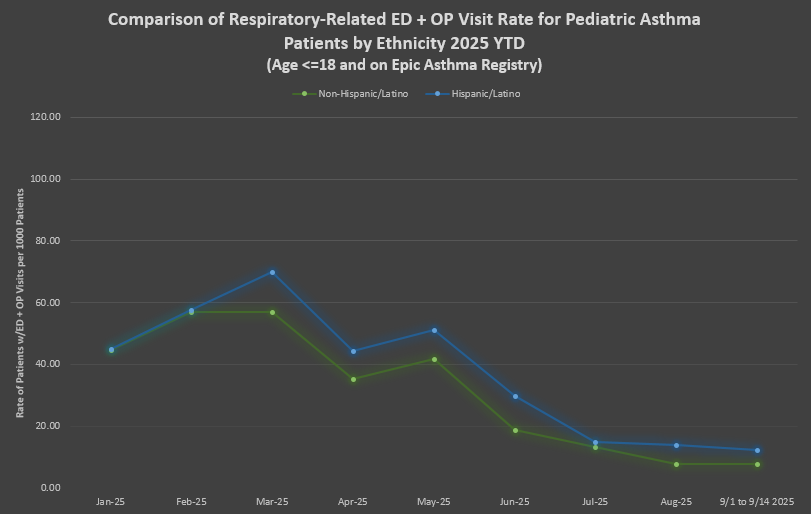 Comparison of Respiratory-Related ED + OP Visit Rate for Pediatric Asthma
Patients by Ethnicity 2025 YTD
(Age <=18 and on Epic Asthma Registry)
Non-Hispanic/Latino
Hispanic/Latino
Rate of Patients w/ED + OP Visits per 1000 Patients
120.00
100.00
80.00
60.00
40.00
20.00
0.00
Jan-25
Feb-25
Mar-25
Apr-25
May-25
Jun-25
Jul-25
Aug-25
9/1 to 9/14 2025